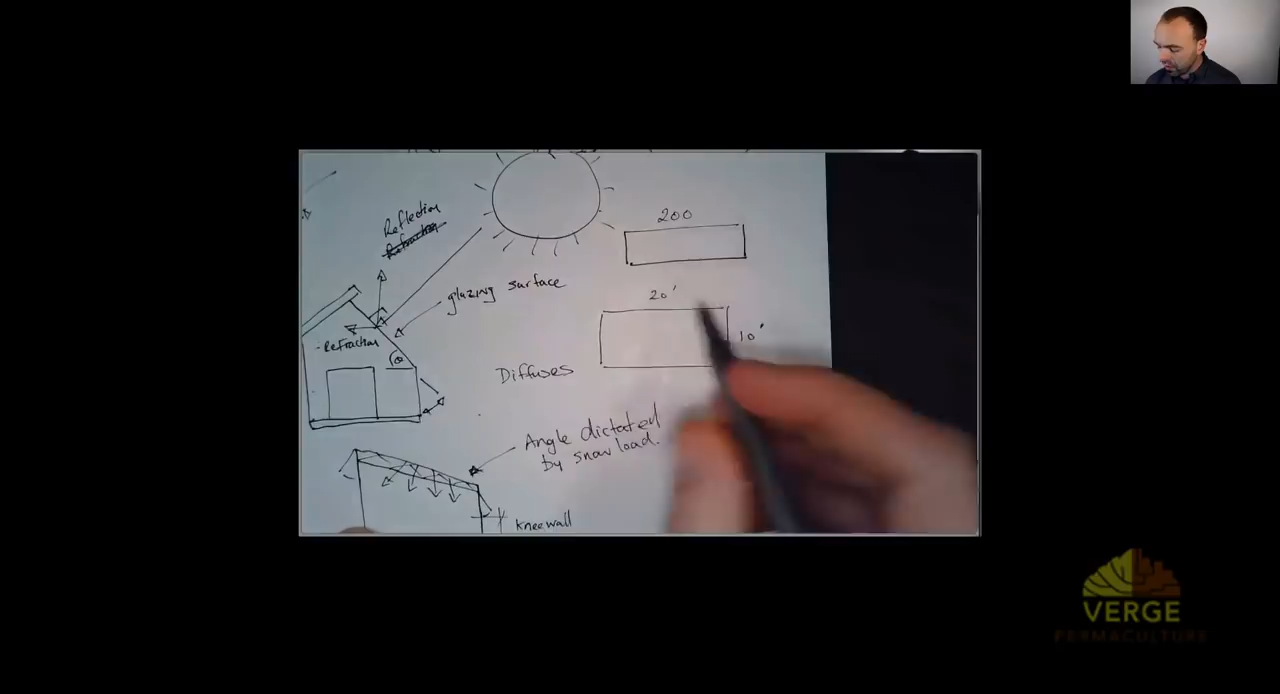 Reflection
Refraction
200
glazing surface
20'
10'
Refraction
Diffuses
Angle dictated
by snow load.
kneewall
VERGE
PERMACULTURE